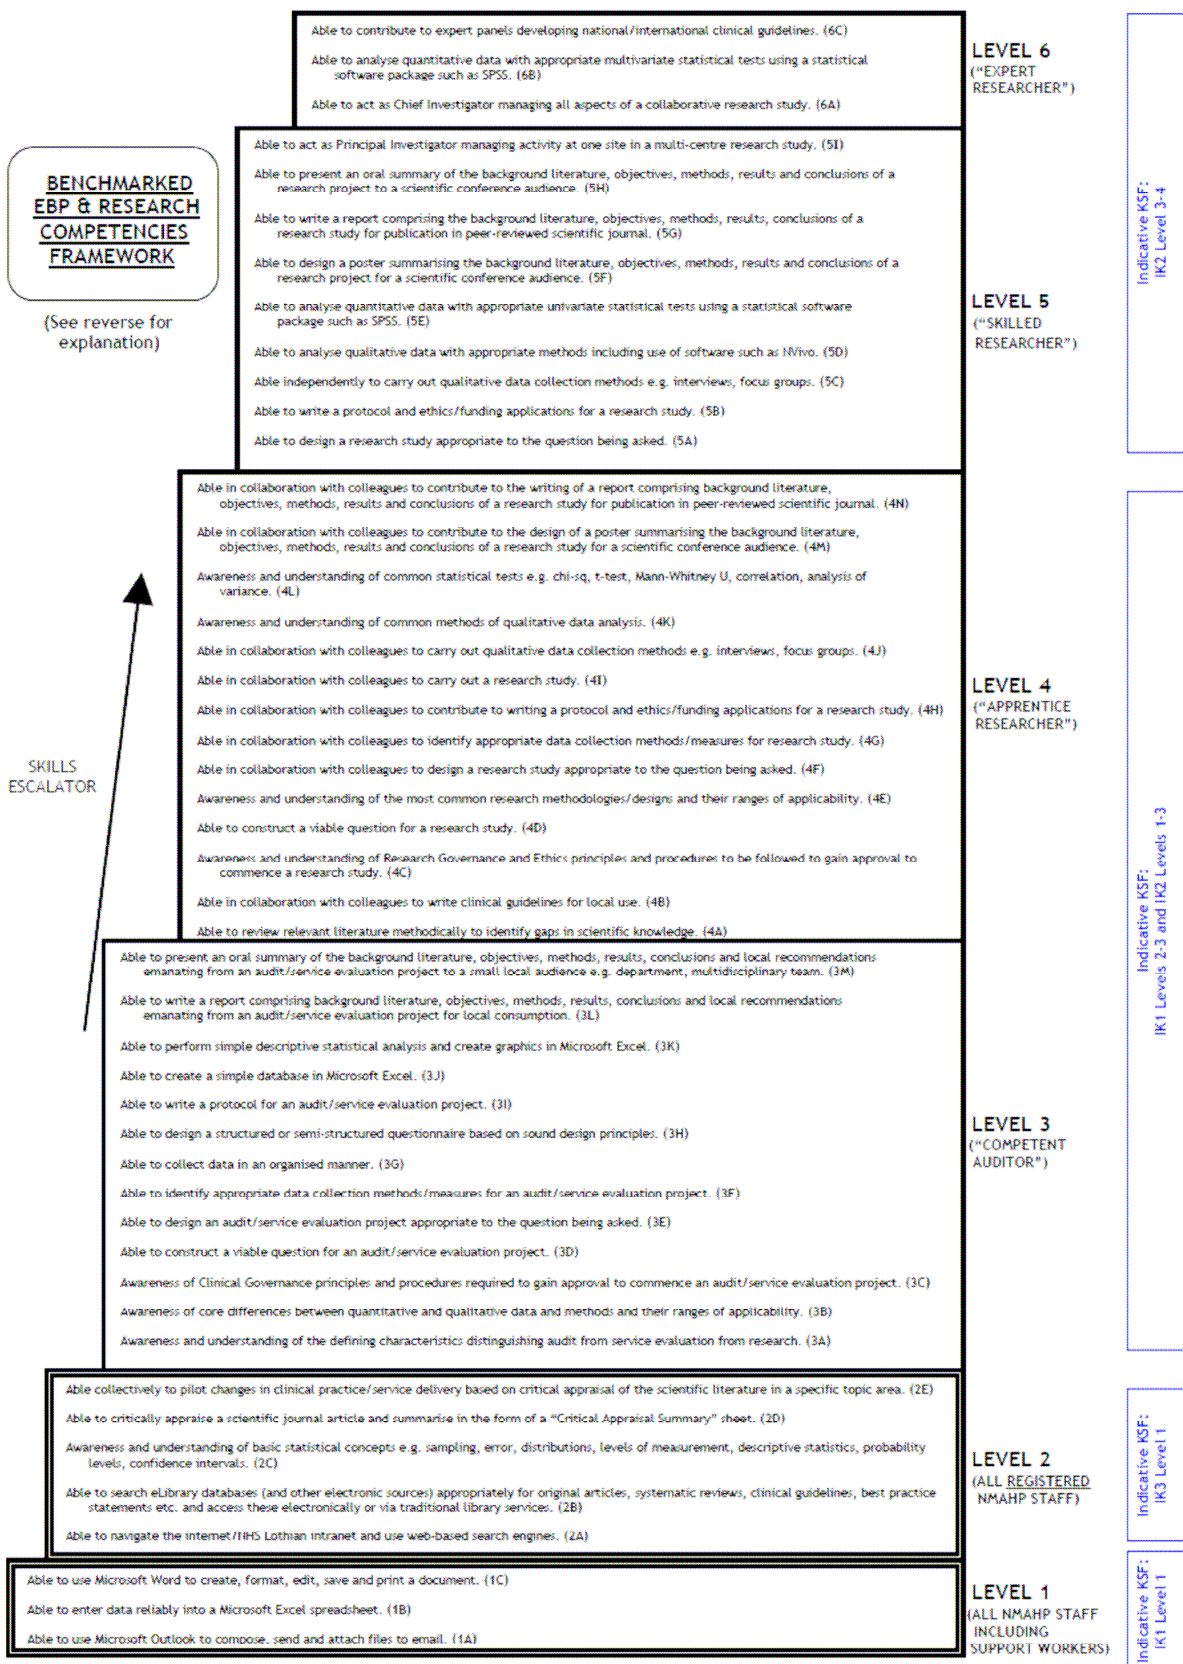 Able to contribute to expert panels developing national/international clinical guidelines. (6C)
Able to analyse quantitative data with appropriate multivariate statistical tests using a statistical
software package such as SPSS. (6B)
Able to act as Chief Investigator managing all aspects of a collaborative research study. (6A)
LEVEL 6
("EXPERT
RESEARCHER")
BENCHMARKED
EBP & RESEARCH
COMPETENCIES
FRAMEWORK
(See reverse for
explanation)
Able to act as Principal Investigator managing activity at one site in a multi-centre research study. (5I)
Able to present an oral summary of the background literature, objectives, methods, results and conclusions of a
research project to a scientific conference audience. (5H)
Able to write a report comprising the background literature, objectives, methods, results, conclusions of a
research study for publication in peer-reviewed scientific journal. (5G)
Able to design a poster summarising the background literature, objectives, methods, results and conclusions of a
research project for a scientific conference audience. (5F)
Able to analyse quantitative data with appropriate univariate statistical tests using a statistical software
package such as SPSS. (5E)
Able to analyse qualitative data with appropriate methods including use of software such as NVivo. (5D)
Able independently to carry out qualitative data collection methods e.g. interviews, focus groups. (5C)
Able to write a protocol and ethics/funding applications for a research study. (5B)
Able to design a research study appropriate to the question being asked. (5A)
LEVEL 5
("SKILLED
RESEARCHER")
Indicative KSF:
IK2 Level 3-4
Able in collaboration with colleagues to contribute to the writing of a report comprising background literature,
objectives, methods, results and conclusions of a research study for publication in peer-reviewed scientific journal. (4N)
Able in collaboration with colleagues to contribute to the design of a poster summarising the background literature,
objectives, methods, results and conclusions of a research study for a scientific conference audience. (4M)
Awareness and understanding of common statistical tests e.g. chi-sq, t-test, Mann-Whitney U, correlation, analysis of
variance. (4L)
Awareness and understanding of common methods of qualitative data analysis. (4K)
Able in collaboration with colleagues to carry out qualitative data collection methods e.g. interviews, focus groups. (4J)
Able in collaboration with colleagues to carry out a research study. (4I)
Able in collaboration with colleagues to contribute to writing a protocol and ethics/funding applications for a research study. (4H)
Able in collaboration with colleagues to identify appropriate data collection methods/measures for research study. (4G)
Able in collaboration with colleagues to design a research study appropriate to the question being asked. (4F)
Awareness and understanding of the most common research methodologies/designs and their ranges of applicability. (4E)
Able to construct a viable question for a research study. (4D)
Awareness and understanding of Research Governance and Ethics principles and procedures to be followed to gain approval to
commence a research study. (4C)
Able in collaboration with colleagues to write clinical guidelines for local use. (4B)
Able to review relevant literature methodically to identify gaps in scientific knowledge. (4A)
LEVEL 4
("APPRENTICE
RESEARCHER")
SKILLS
ESCALATOR
Able to present an oral summary of the background literature, objectives, methods, results, conclusions and local recommendations
emanating from an audit/service evaluation project to a small local audience e.g. department, multidisciplinary team. (3M)
Able to write a report comprising background literature, objectives, methods, results, conclusions and local recommendations
emanating from an audit/service evaluation project for local consumption. (3L)
Able to perform simple descriptive statistical analysis and create graphics in Microsoft Excel. (3K)
Able to create a simple database in Microsoft Excel. (3J)
Able to write a protocol for an audit/service evaluation project. (3I)
Able to design a structured or semi-structured questionnaire based on sound design principles. (3H)
Able to collect data in an organised manner. (3G)
Able to identify appropriate data collection methods/measures for an audit/service evaluation project. (3F)
Able to design an audit/service evaluation project appropriate to the question being asked. (3E)
Able to construct a viable question for an audit/service evaluation project. (3D)
Awareness of Clinical Governance principles and procedures required to gain approval to commence an audit/service evaluation project. (3C)
Awareness of core differences between quantitative and qualitative data and methods and their ranges of applicability. (3B)
Awareness and understanding of the defining characteristics distinguishing audit from service evaluation from research. (3A)
LEVEL 3
("COMPETENT
AUDITOR")
Indicative KSF:
IK1 Levels 2-3 and IK2 Levels 1-3
Able collectively to pilot changes in clinical practice/service delivery based on critical appraisal of the scientific literature in a specific topic area. (2E)
Able to critically appraise a scientific journal article and summarise in the form of a "Critical Appraisal Summary" sheet. (2D)
Awareness and understanding of basic statistical concepts e.g. sampling, error, distributions, levels of measurement, descriptive statistics, probability
levels, confidence intervals. (2C)
Able to search eLibrary databases (and other electronic sources) appropriately for original articles, systematic reviews, clinical guidelines, best practice
statements etc. and access these electronically or via traditional library services. (2B)
Able to navigate the internet/NHS Lothian intranet and use web-based search engines. (2A)
LEVEL 2
(ALL REGISTERED
NMAHP STAFF)
Indicative KSF:
IK3 Level 1
Able to use Microsoft Word to create, format, edit, save and print a document. (1C)
Able to enter data reliably into a Microsoft Excel spreadsheet. (1B)
Able to use Microsoft Outlook to compose, send and attach files to email. (1A)
LEVEL 1
(ALL NMAHP STAFF
INCLUDING
SUPPORT WORKERS)
Indicative KSF:
IK1 Level 1